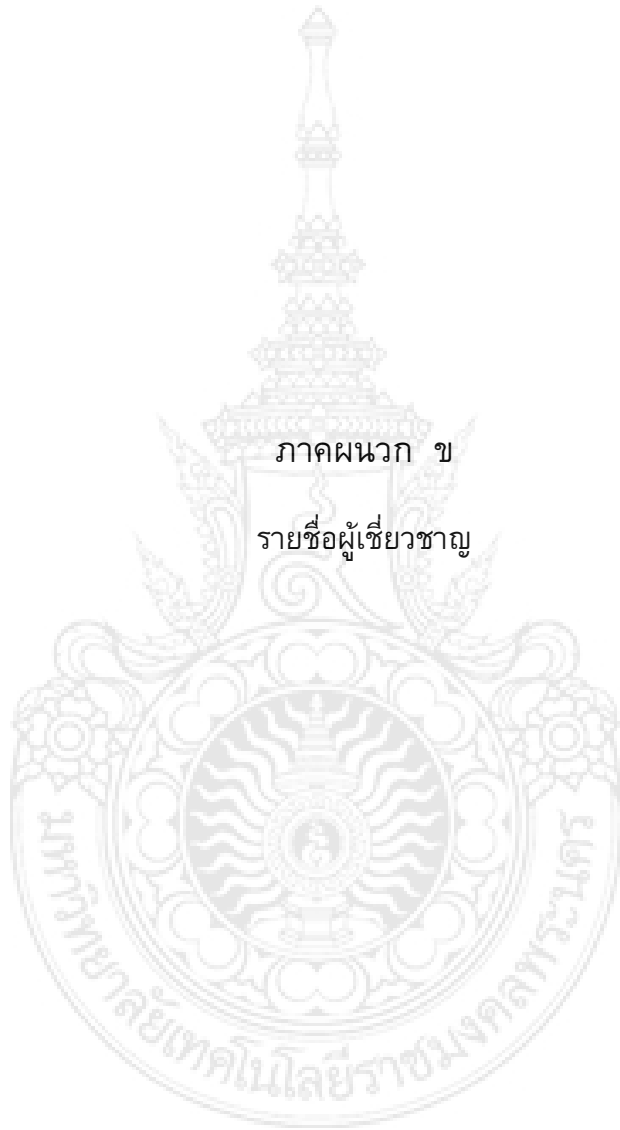 ภาคผนวก ข
รายชื่อผู้เชี่ยวชาญ
มหาวิทยาลัยเทคโนโลยีราชมงคลพระนคร